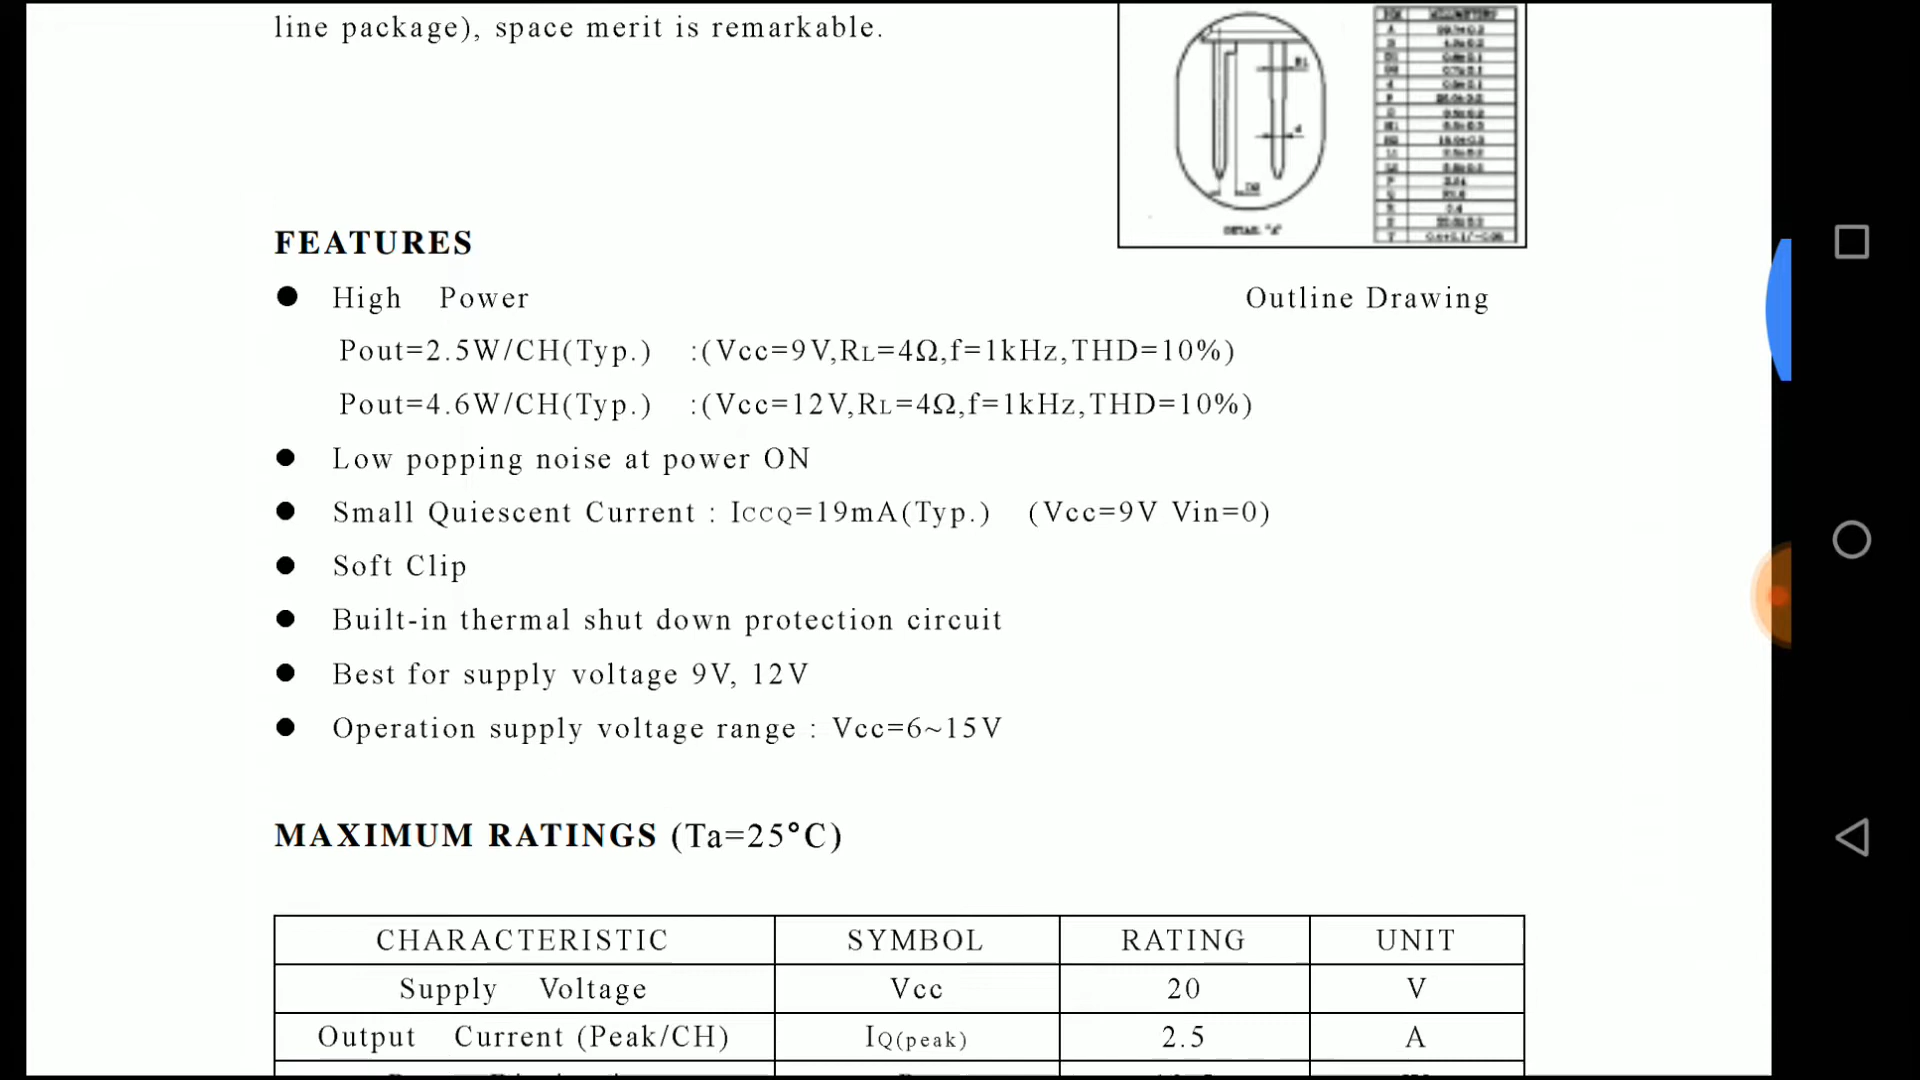 line package), space merit is remarkable.
DETAIL "A"
FEATURES
● High Power
Outline Drawing
Pout=2.5W/CH(Typ.) :(Vcc=9V,RL=4Ω,f=1kHz,THD=10%)
Pout=4.6W/CH(Typ.) :(Vcc=12V,RL=4Ω,f=1kHz,THD=10%)
● Low popping noise at power ON
● Small Quiescent Current : ICCQ=19mA(Typ.) (Vcc=9V Vin=0)
● Soft Clip
● Built-in thermal shut down protection circuit
● Best for supply voltage 9V, 12V
● Operation supply voltage range : Vcc=6~15V
MAXIMUM RATINGS (Ta=25°C)
CHARACTERISTIC SYMBOL RATING UNIT
Supply Voltage Vcc 20 V
Output Current (Peak/CH) IQ(peak) 2.5 A